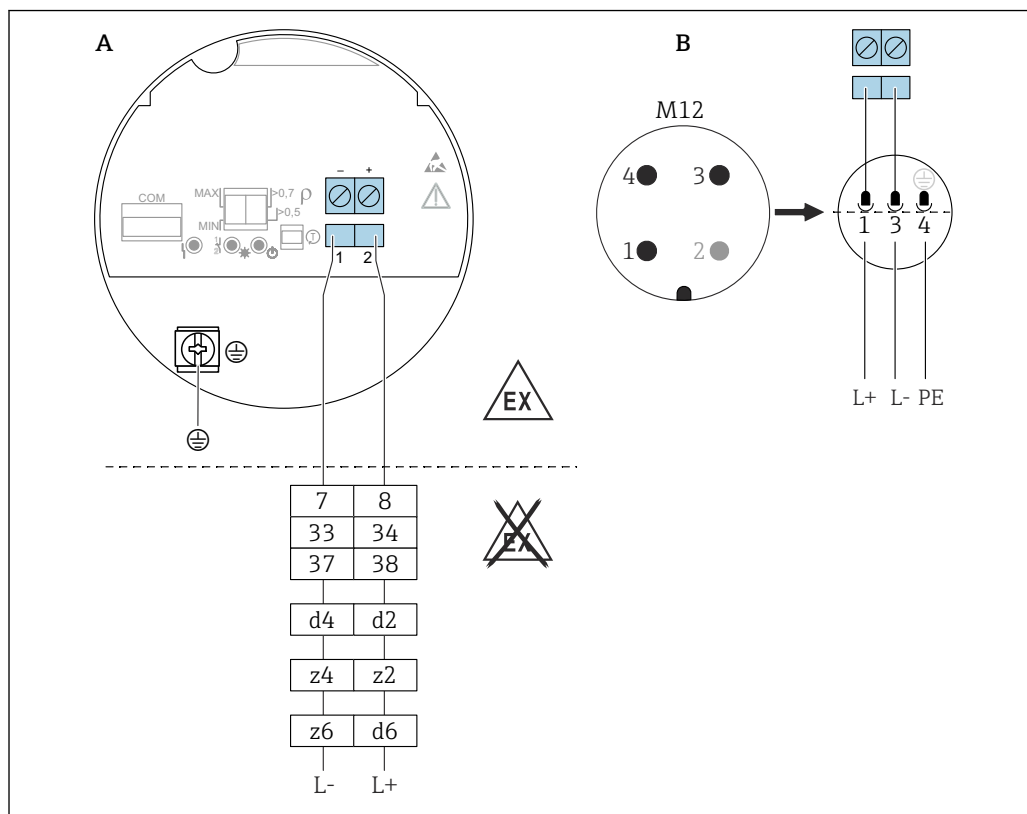 A
B
M12
4
3
1
2
1
3
4
L+
L-
PE
-
+
COM
MAX
>0,7
ρ
>0,5
MIN
T
1
2
EX
EX
7
8
33
34
37
38
d4
d2
z4
z2
z6
d6
L-
L+